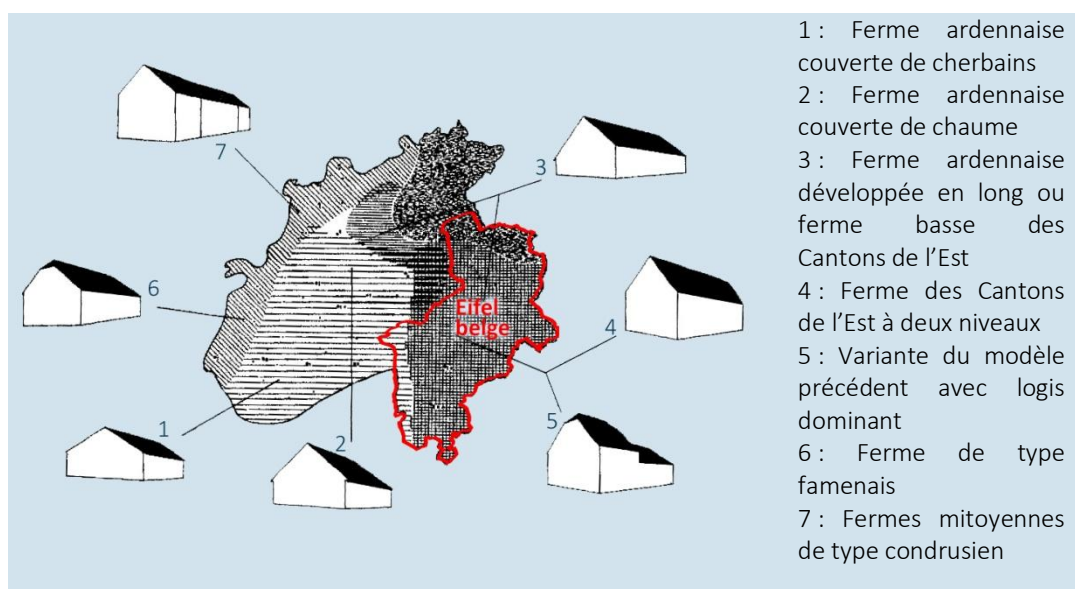 7
3
6
Eifel
belge
4
1
2
5
1 : Ferme ardennaise
couverte de cherbains
2 : Ferme ardennaise
couverte de chaume
3 : Ferme ardennaise
développée en long ou
ferme basse des
Cantons de l’Est
4 : Ferme des Cantons
de l’Est à deux niveaux
5 : Variante du modèle
précédent avec logis
dominant
6 : Ferme de type
famenais
7 : Fermes mitoyennes
de type condrusien